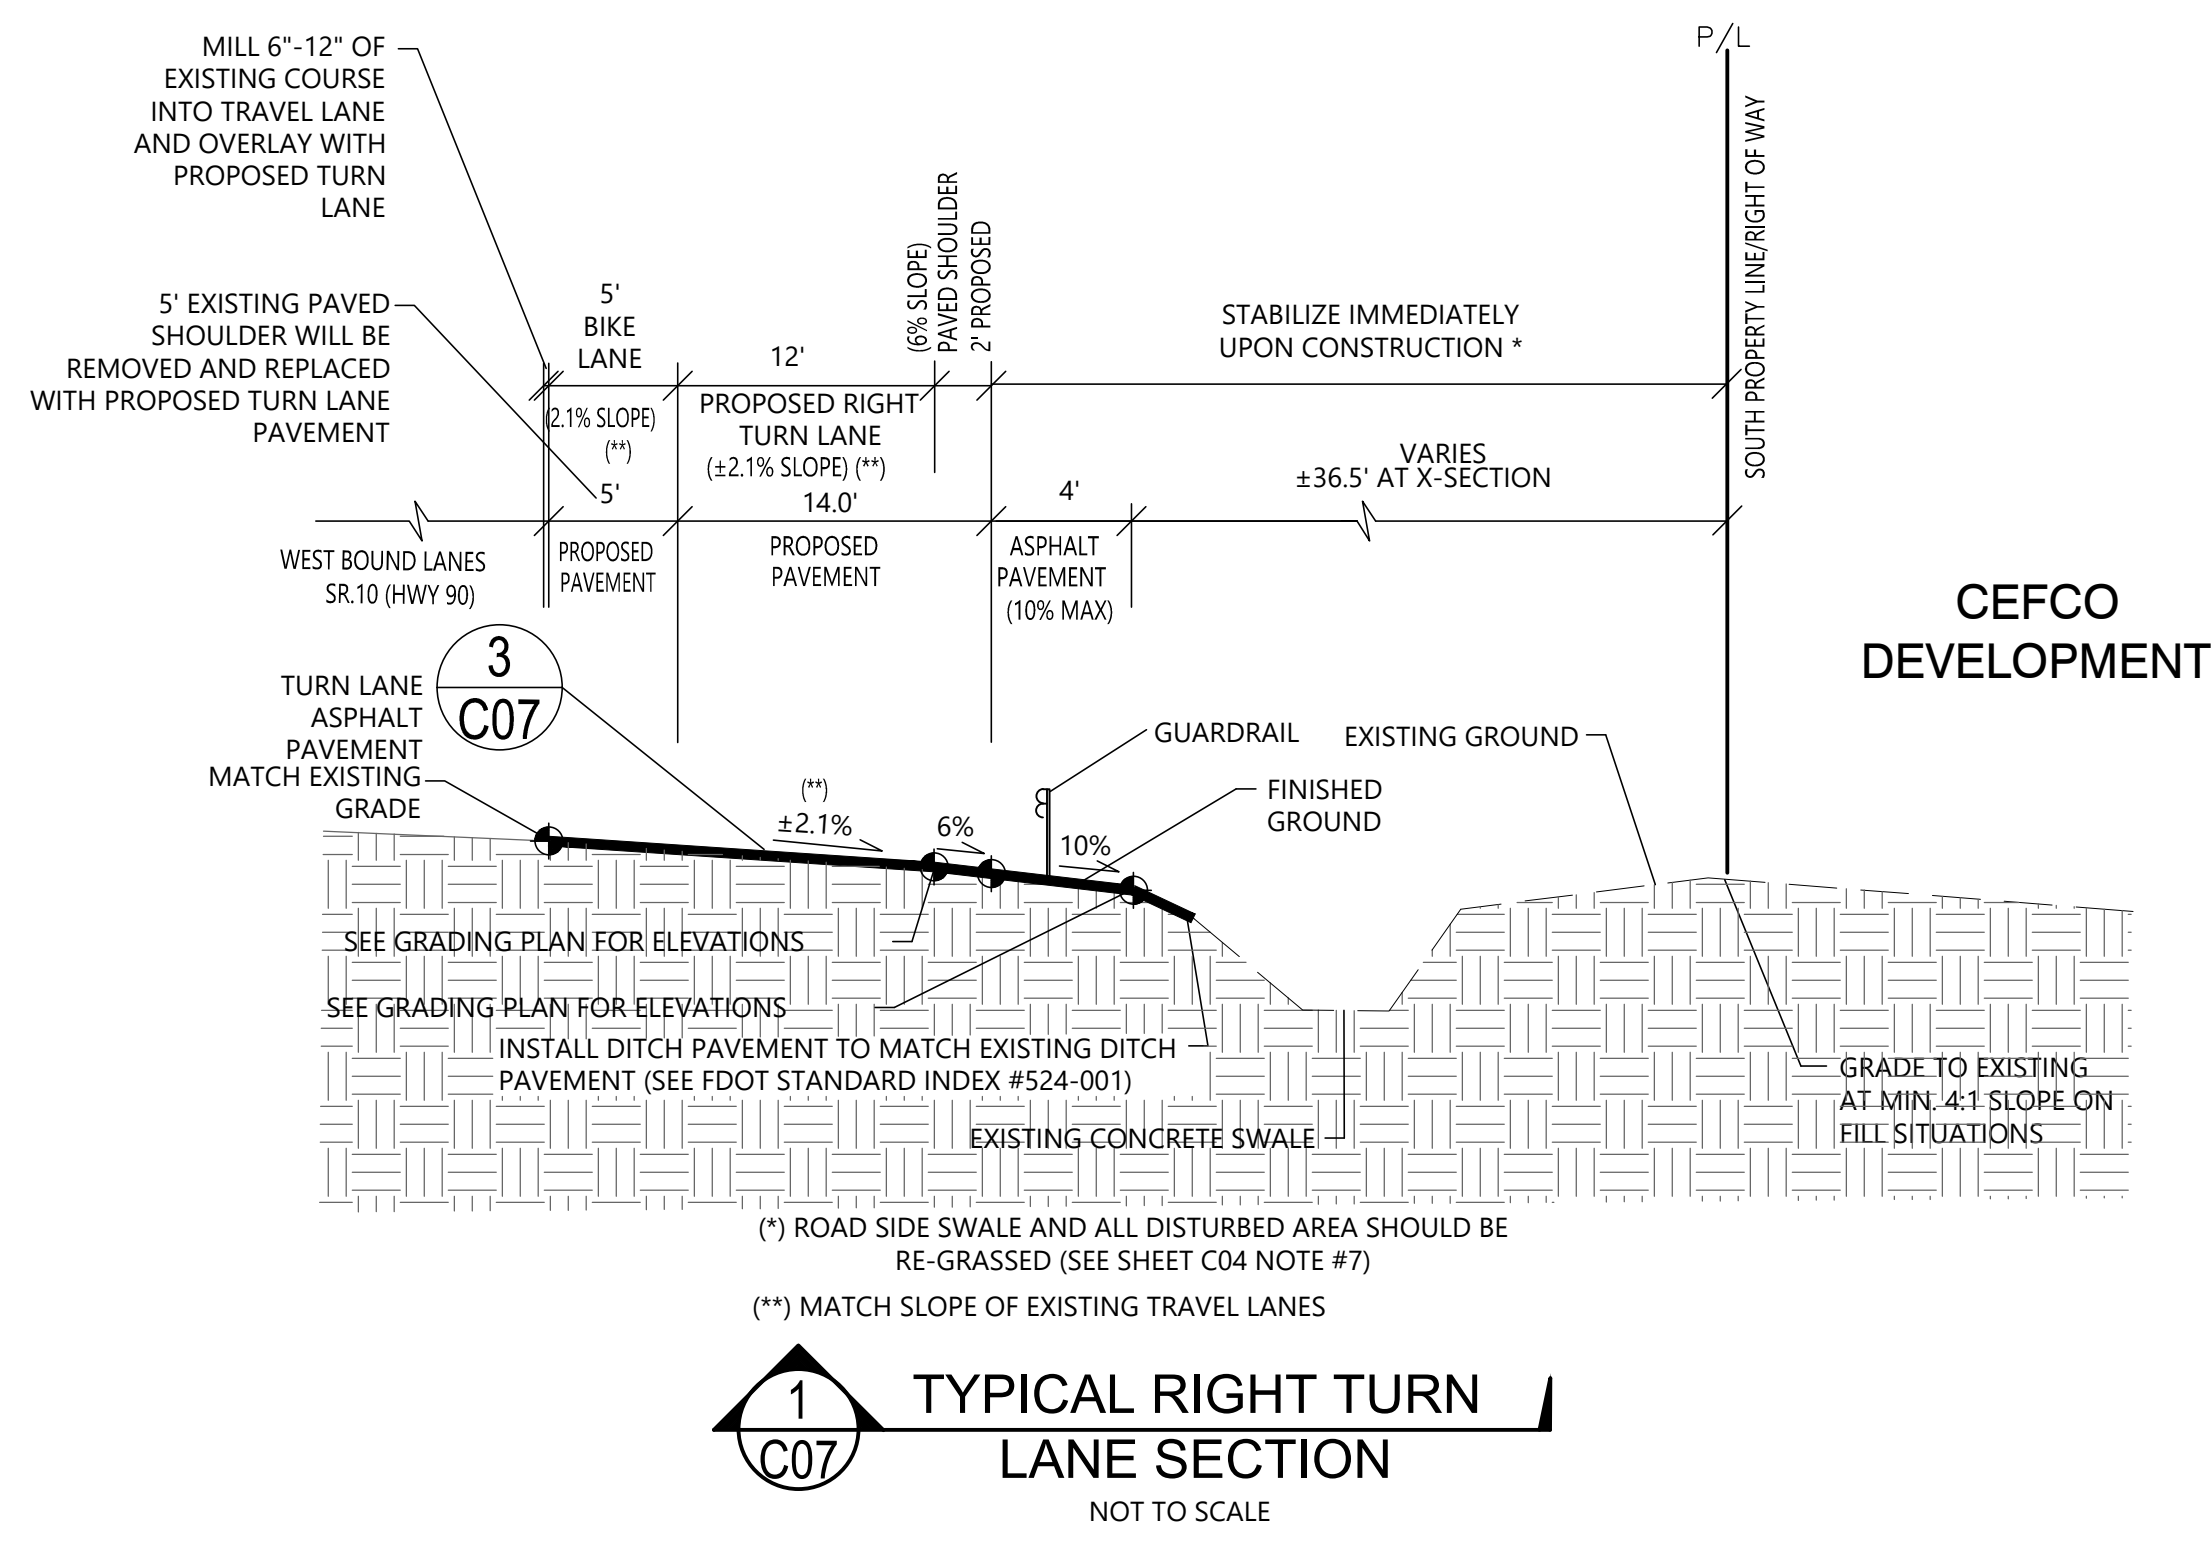 P/L
SOUTH PROPERTY LINE/RIGHT OF WAY
MILL 6"-12" OF
EXISTING COURSE
INTO TRAVEL LANE
AND OVERLAY WITH
PROPOSED TURN
LANE
5' EXISTING PAVED
SHOULDER WILL BE
REMOVED AND REPLACED
WITH PROPOSED TURN LANE
PAVEMENT
5'
BIKE
LANE
(2.1% SLOPE)
(**)
12'
PROPOSED RIGHT
TURN LANE
(±2.1% SLOPE) (**)
(6% SLOPE)
PAVED SHOULDER
2' PROPOSED
STABILIZE IMMEDIATELY
UPON CONSTRUCTION *
VARIES
±36.5' AT X-SECTION
5'
14.0'
4'
WEST BOUND LANES
SR.10 (HWY 90)
PROPOSED
PAVEMENT
PROPOSED
PAVEMENT
ASPHALT
PAVEMENT
(10% MAX)
CEFCO
DEVELOPMENT
3
C07
TURN LANE
ASPHALT
PAVEMENT
MATCH EXISTING
GRADE
(**)
±2.1%
6%
10%
GUARDRAIL
EXISTING GROUND
FINISHED
GROUND
SEE GRADING PLAN FOR ELEVATIONS
SEE GRADING PLAN FOR ELEVATIONS
INSTALL DITCH PAVEMENT TO MATCH EXISTING DITCH
PAVEMENT (SEE FDOT STANDARD INDEX #524-001)
EXISTING CONCRETE SWALE
GRADE TO EXISTING
AT MIN. 4:1 SLOPE ON
FILL SITUATIONS
(*) ROAD SIDE SWALE AND ALL DISTURBED AREA SHOULD BE
RE-GRASSED (SEE SHEET C04 NOTE #7)
(**) MATCH SLOPE OF EXISTING TRAVEL LANES
1
C07
TYPICAL RIGHT TURN
LANE SECTION
NOT TO SCALE